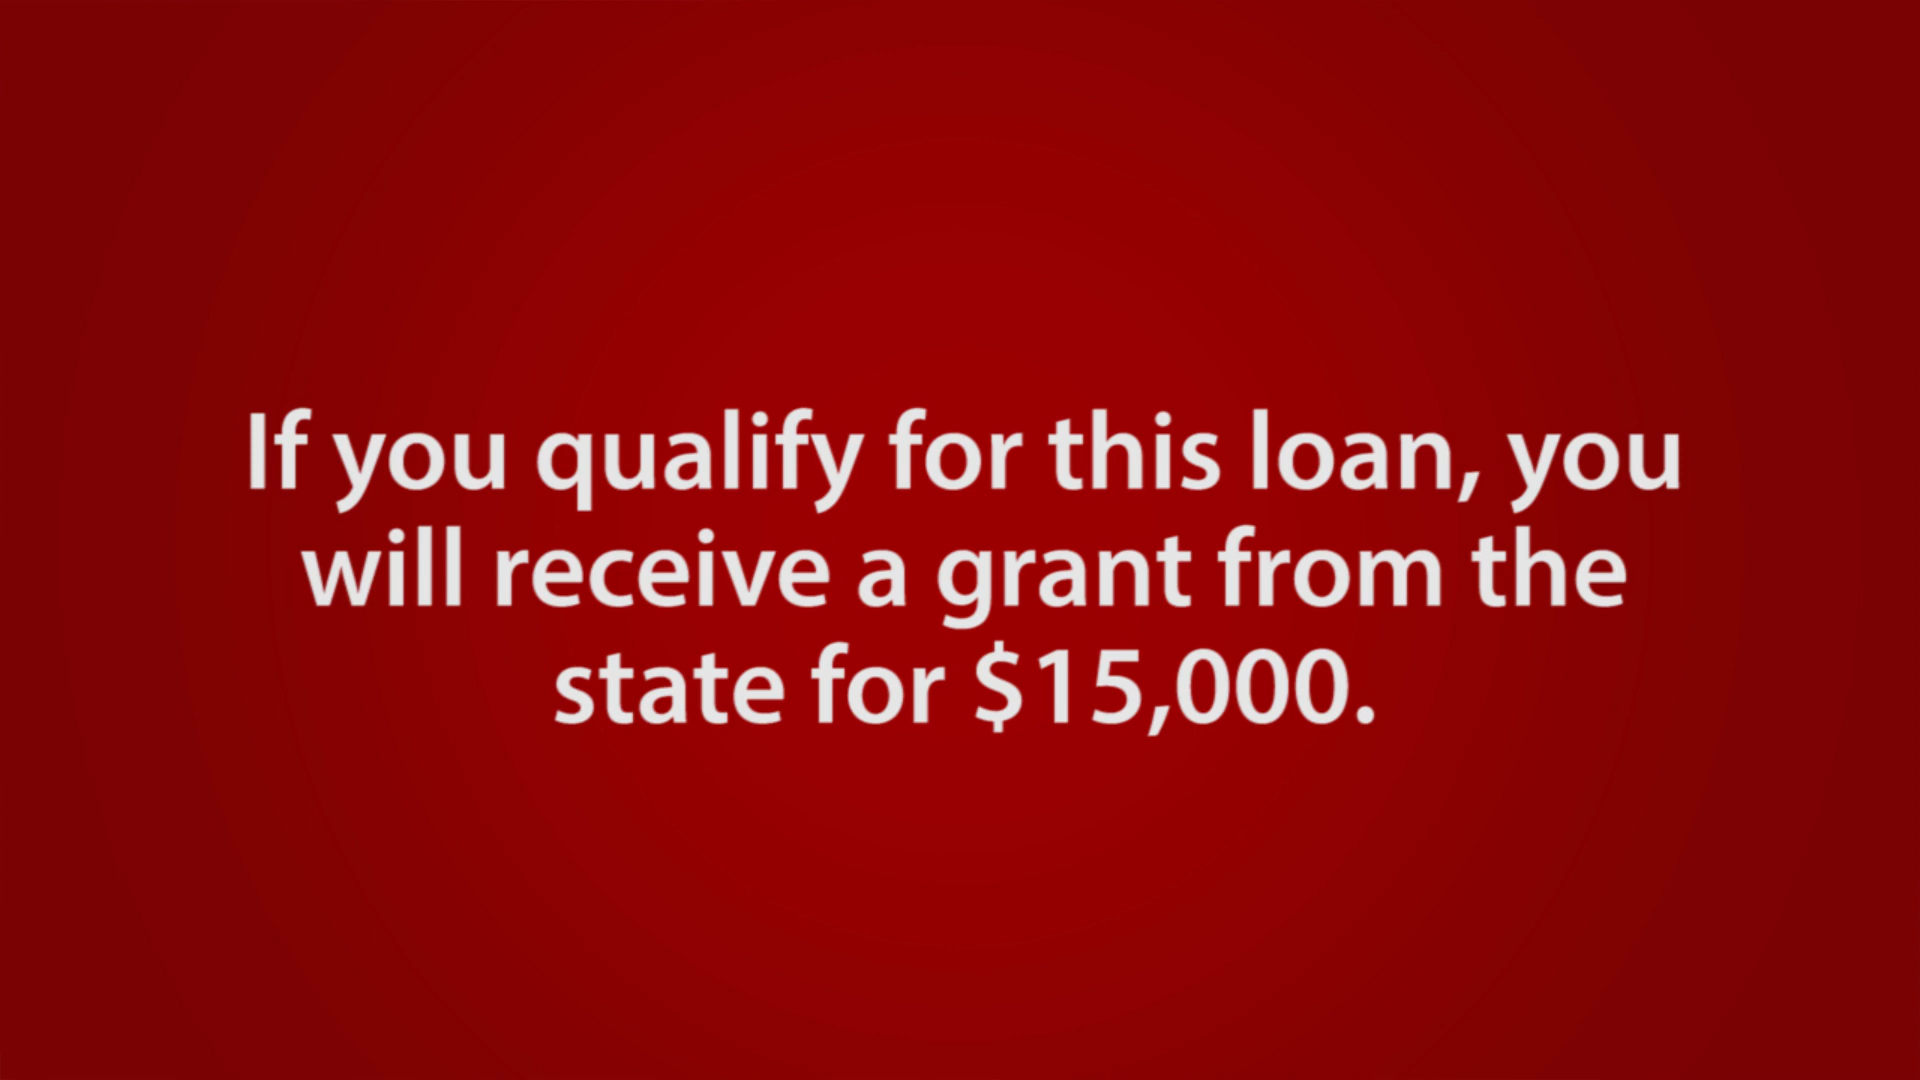 If you qualify for this loan, you
will receive a grant from the
state for $15,000.